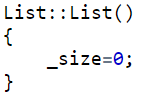 List::List()
{
    _size=0;
}